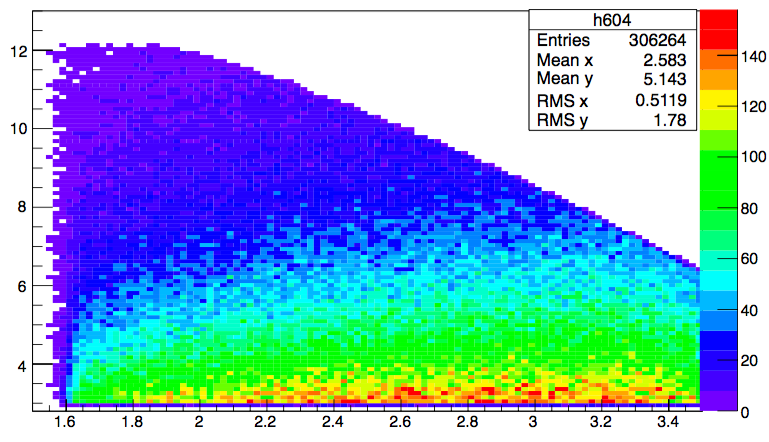 h604
Entries 306264
Mean x 2.583
Mean y 5.143
RMS x 0.5119
RMS y 1.78
12
10
8
6
4
1.6 1.8 2 2.2 2.4 2.6 2.8 3 3.2 3.4
140
120
100
80
60
40
20
0